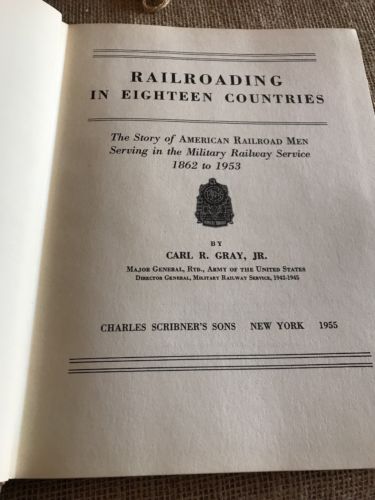 RAILROADING
IN EIGHTEEN COUNTRIES
The Story of AMERICAN RAILROAD MEN
Serving in the Military Railway Service
1862 to 1953
BY
CARL R. GRAY, JR.
MAJOR GENERAL, RTD., ARMY OF THE UNITED STATES
DIRECTOR GENERAL, MILITARY RAILWAY SERVICE, 1942-1945
CHARLES SCRIBNER'S SONS NEW YORK 1955